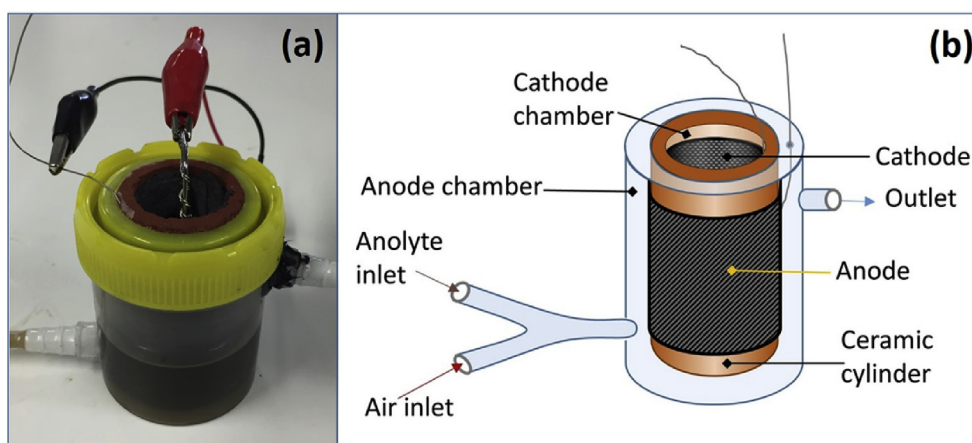 (a)
(b)
Cathode
chamber
Cathode
Anode chamber
Outlet
Anolyte
inlet
Anode
Ceramic
cylinder
Air inlet